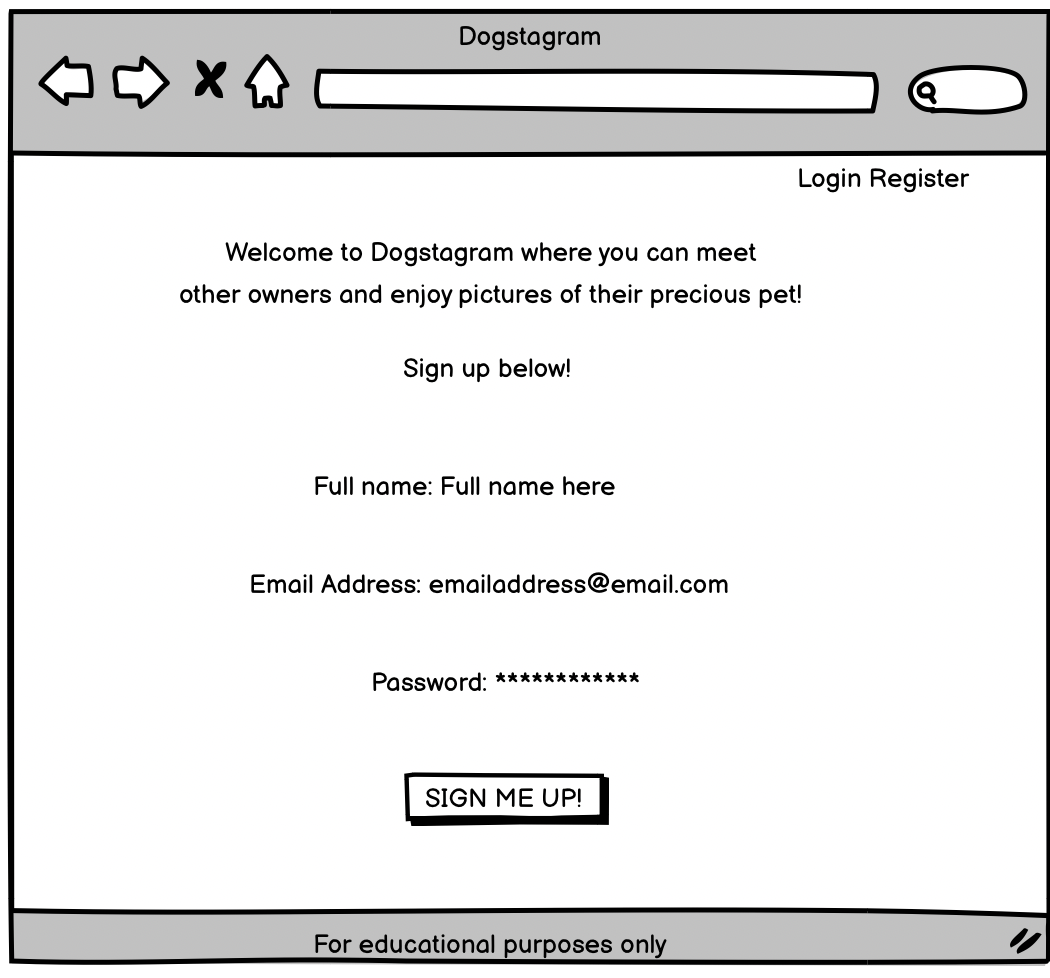 Dogstagram
Login Register
Welcome to Dogstagram where you can meet
other owners and enjoy pictures of their precious pet!
Sign up below!
Full name: Full name here
Email Address: emailaddress@email.com
Password: ************
SIGN ME UP!
For educational purposes only